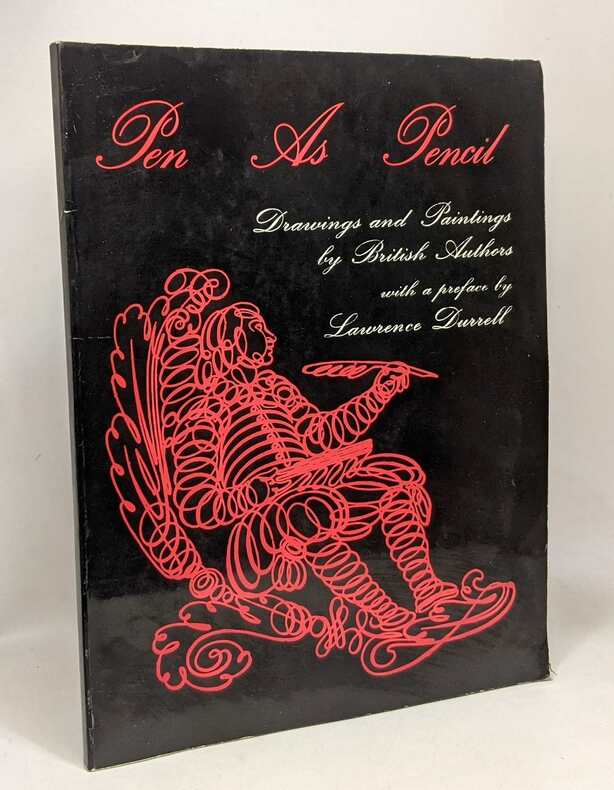 Pen As Pencil
Drawings and Paintings
by British Authors
with a preface by
Lawrence Durrell